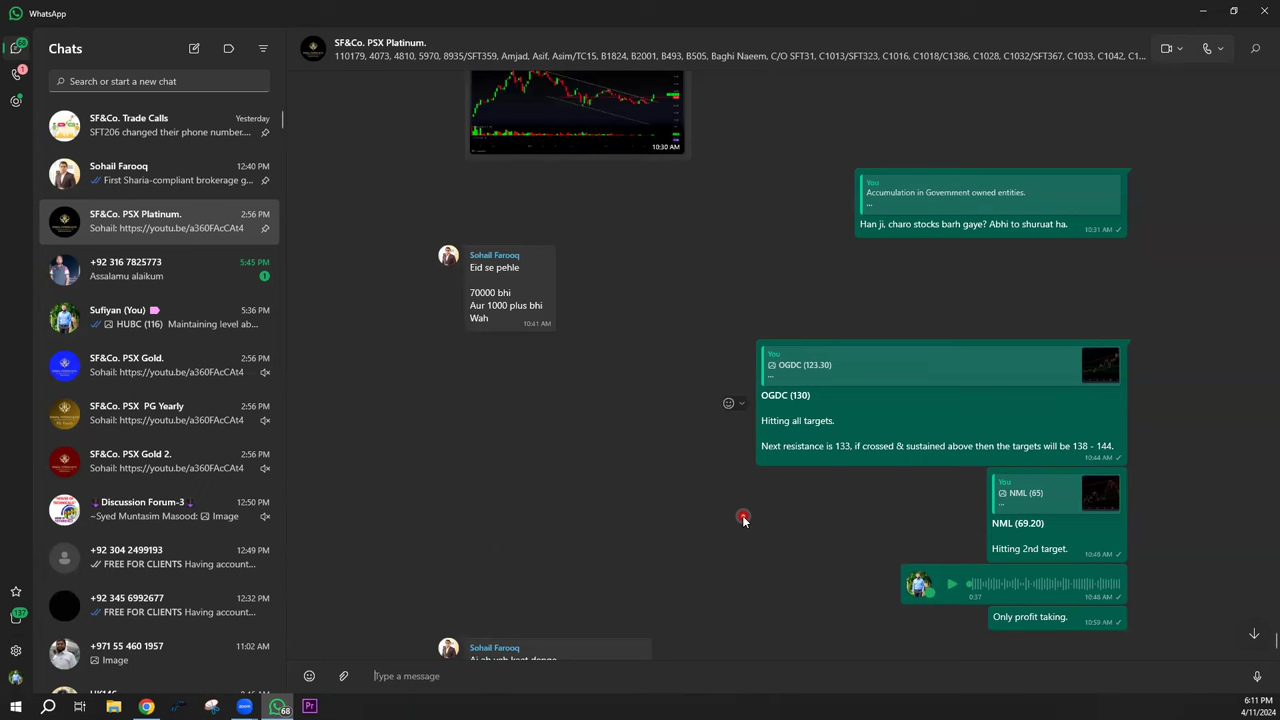 WhatsApp
60
Chats
SF&Co. PSX Platinum.
110179, 4073, 4810, 5970, 8935/SFT359, Amjad, Asif, Asim/TC15, B1824, B2001, B493, B505, Baghi Naeem, C/O SFT31, C1013/SFT323, C1016, C1018/C1386, C1028, C1032/SFT367, C1033, C1042, C1...
1
Search or start a new chat
SF&Co. Trade Calls
Yesterday
SFT206 changed their phone number....
Sohail Farooq
12:40 PM
First Sharia-compliant brokerage g...
SF&Co. PSX Platinum.
2:56 PM
Sohail: https://youtu.be/a360FAcCAt4
+92 316 7825773
5:45 PM
Assalamu alaikum
1
Sufiyan (You)
5:36 PM
HUBC (116) Maintaining level ab...
SF&Co. PSX Gold.
2:56 PM
Sohail: https://youtu.be/a360FAcCAt4
SF&Co. PSX PG Yearly
2:56 PM
Sohail: https://youtu.be/a360FAcCAt4
SF&Co. PSX Gold 2.
2:56 PM
Sohail: https://youtu.be/a360FAcCAt4
Discussion Forum-3
12:50 PM
~Syed Muntasim Masood: Image
+92 304 2499193
12:49 PM
FREE FOR CLIENTS Having account...
+92 345 6992677
12:32 PM
FREE FOR CLIENTS Having account...
+971 55 460 1957
11:02 AM
Image
137
10:30 AM
You
Accumulation in Government owned entities.
...
Han ji, charo stocks barh gaye? Abhi to shuruat ha.
10:31 AM
Sohail Farooq
Eid se pehle
70000 bhi
Aur 1000 plus bhi
Wah
10:41 AM
You
OGDC (123.30)
...
OGDC (130)
Hitting all targets.
Next resistance is 133, if crossed & sustained above then the targets will be 138 - 144.
10:44 AM
You
NML (65)
...
NML (69.20)
Hitting 2nd target.
10:46 AM
0:37
10:48 AM
Only profit taking.
10:59 AM
Sohail Farooq
Type a message
68
Pr
6:11 PM
4/11/2024